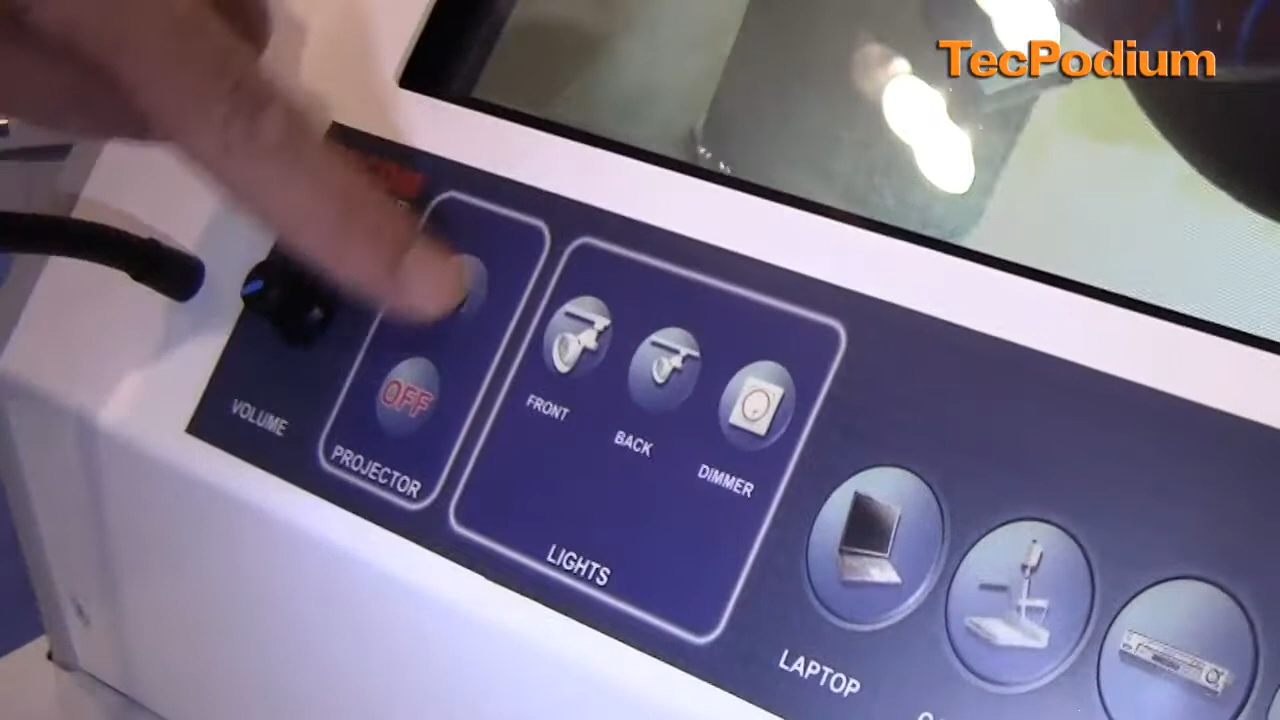 TecPodium
OFF
VOLUME
PROJECTOR
FRONT
BACK
DIMMER
LIGHTS
LAPTOP